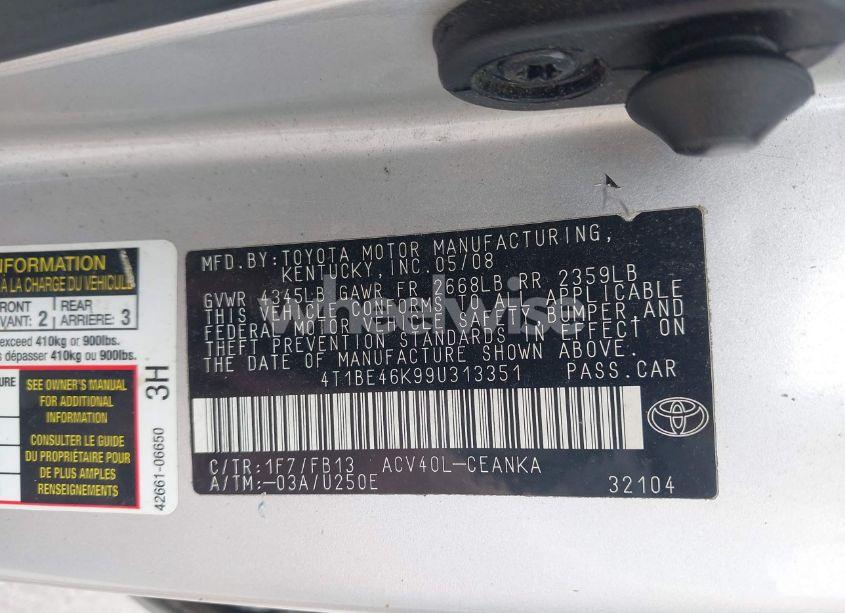 MFD.BY:TOYOTA MOTOR MANUFACTURING,
KENTUCKY, INC.05/08
GVWR 4345LB GAWR FR 2668LB RR 2359LB
THIS VEHICLE CONFORMS TO ALL APPLICABLE
FEDERAL MOTOR VEHICLE SAFETY, BUMPER, AND
THEFT PREVENTION STANDARDS IN EFFECT ON
THE DATE OF MANUFACTURE SHOWN ABOVE.
4T1BE46K99U313351 PASS.CAR
C/TR:1F7/FB13 ACV40L-CEANKA
A/TM:-03A/U250E 32104
wheelwise
INFORMATION
À LA CHARGE DU VÉHICULE
FRONT
AVANT: 2
REAR
ARRIÈRE: 3
exceed 410kg or 900lbs.
dépasser 410kg ou 900lbs.
SEE OWNER'S MANUAL
FOR ADDITIONAL
INFORMATION
CONSULTER LE GUIDE
DU PROPRIÉTAIRE POUR
DE PLUS AMPLES
RENSEIGNEMENTS
3H
42661-06650